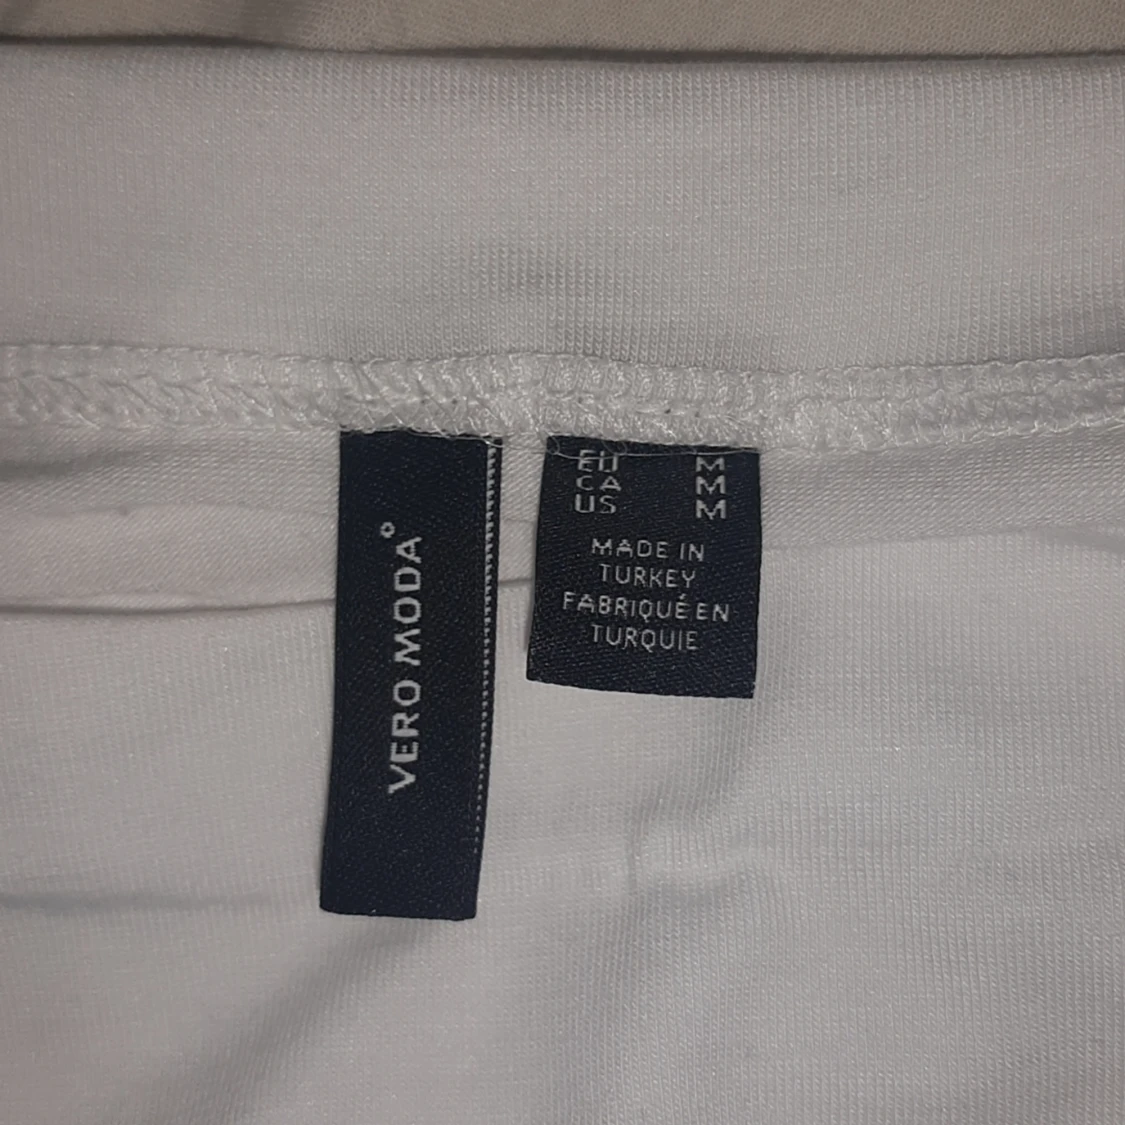 VERO MODA°
EU M
CA M
US M
MADE IN
TURKEY
FABRIQUÉ EN
TURQUIE